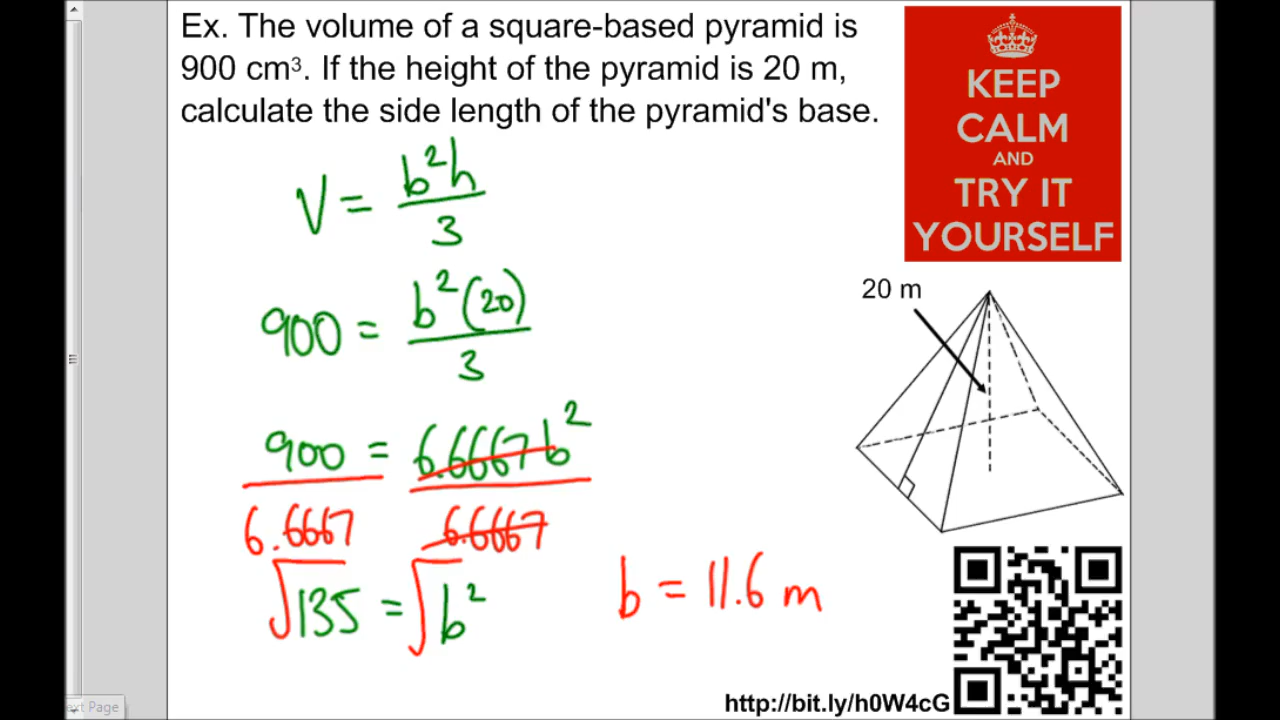 Ex. The volume of a square-based pyramid is
900 cm³. If the height of the pyramid is 20 m,
calculate the side length of the pyramid's base.
KEEP
CALM
AND
TRY IT
YOURSELF
V = b²h / 3
900 = b²(20) / 3
900 / 6.6667 = 6.6667b² / 6.6667
√135 = √b²
b = 11.6 m
20 m
http://bit.ly/h0W4cG
ext Page